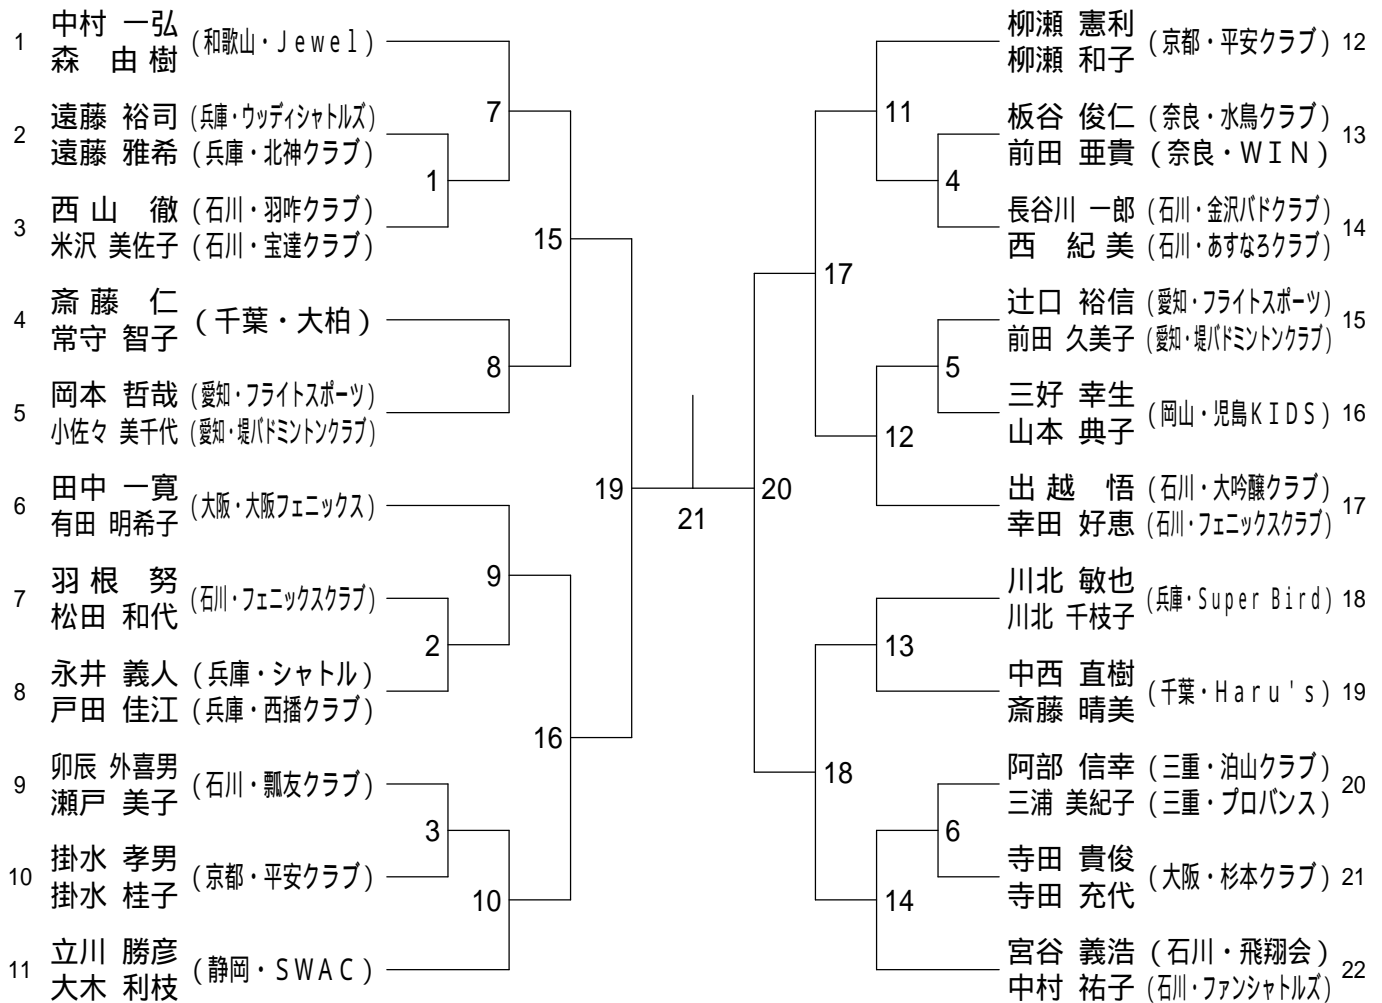 1 中村 一弘 (和歌山・Jewel)
森 由樹
2 遠藤 裕司 (兵庫・ウッディシャトルズ)
遠藤 雅希 (兵庫・北神クラブ)
3 西山 徹 (石川・羽咋クラブ)
米沢 美佐子 (石川・宝達クラブ)
4 斎藤 仁 (千葉・大柏)
常守 智子
5 岡本 哲哉 (愛知・フライトスポーツ)
小佐々 美千代 (愛知・堤バドミントンクラブ)
6 田中 一寛 (大阪・大阪フェニックス)
有田 明希子
7 羽根 努 (石川・フェニックスクラブ)
松田 和代
8 永井 義人 (兵庫・シャトル)
戸田 佳江 (兵庫・西播クラブ)
9 卯辰 外喜男 (石川・瓢友クラブ)
瀬戸 美子
10 掛水 孝男 (京都・平安クラブ)
掛水 桂子
11 立川 勝彦 (静岡・SWAC)
大木 利枝
7
1
15
8
19
9
2
16
3
10
21
20
11
4
17
5
12
13
18
6
14
柳瀬 憲利 (京都・平安クラブ) 12
柳瀬 和子
板谷 俊仁 (奈良・水鳥クラブ) 13
前田 亜貴 (奈良・WIN)
長谷川 一郎 (石川・金沢バドクラブ) 14
西 紀美 (石川・あすなろクラブ)
辻口 裕信 (愛知・フライトスポーツ) 15
前田 久美子 (愛知・堤バドミントンクラブ)
三好 幸生 (岡山・児島KIDS) 16
山本 典子
出越 悟 (石川・大吟醸クラブ) 17
幸田 好恵 (石川・フェニックスクラブ)
川北 敏也 (兵庫・Super Bird) 18
川北 千枝子
中西 直樹 (千葉・Haru's) 19
斎藤 晴美
阿部 信幸 (三重・泊山クラブ) 20
三浦 美紀子 (三重・プロバンス)
寺田 貴俊 (大阪・杉本クラブ) 21
寺田 充代
宮谷 義浩 (石川・飛翔会) 22
中村 祐子 (石川・ファンシャトルズ)